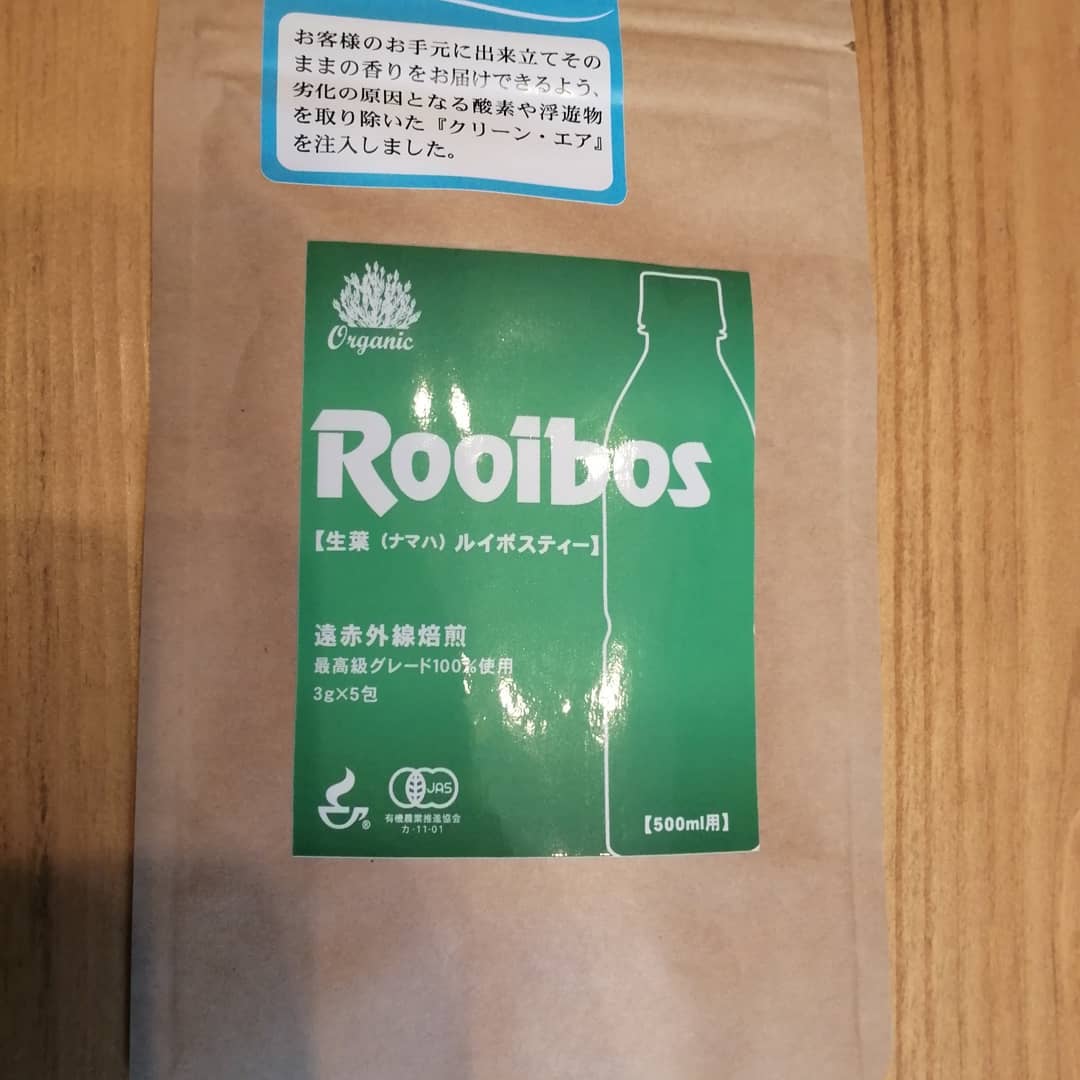 お客様のお手元に出来立てその
ままの香りをお届けできるよう、
劣化の原因となる酸素や浮遊物
を取り除いた『クリーン・エア』
を注入しました。
Organic
Rooibos
【生葉（ナマハ）ルイボスティー】
遠赤外線焙煎
最高級グレード100%使用
3g×5包
®
JAS
有機農業推進協会
カ-11-01
【500ml用】